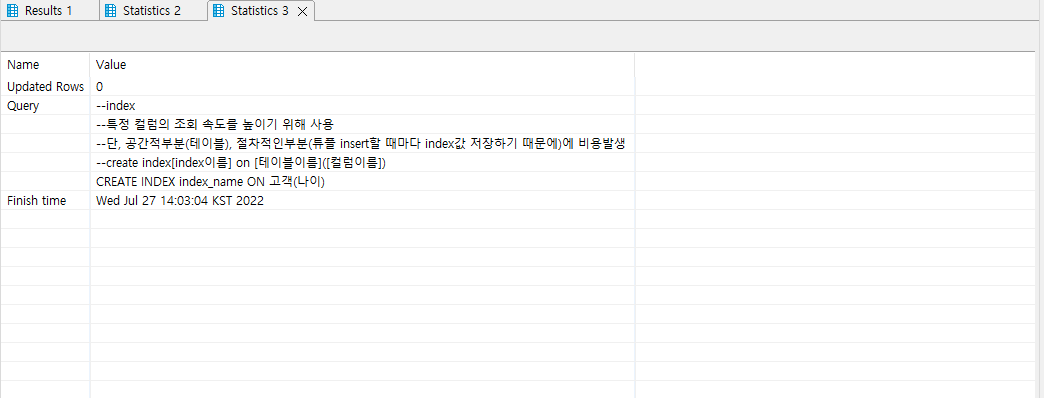 Results 1
Statistics 2
Statistics 3
Name Value
Updated Rows 0
Query --index
--특정 컬럼의 조회 속도를 높이기 위해 사용
--단, 공간적부분(테이블), 절차적인부분(튜플 insert할 때마다 index값 저장하기 때문에)에 비용발생
--create index[index이름] on [테이블이름]([컬럼이름])
CREATE INDEX index_name ON 고객(나이)
Finish time Wed Jul 27 14:03:04 KST 2022